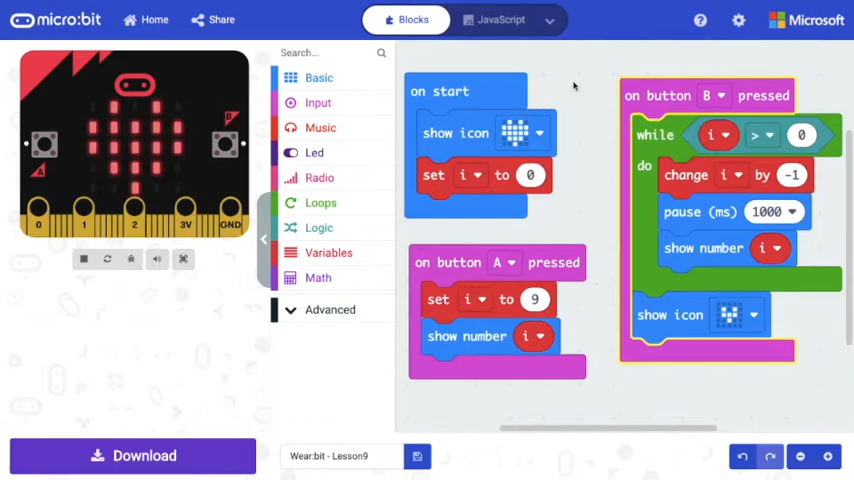 micro:bit
Home
Share
Blocks
JavaScript
?
Microsoft
B
A
0 1 2 3V GND
Search...
Basic
Input
Music
Led
Radio
Loops
Logic
Variables
Math
Advanced
on start
show icon
set i to 0
on button A pressed
set i to 9
show number i
on button B pressed
while i > 0
do change i by -1
pause (ms) 1000
show number i
show icon
Download
Wear:bit - Lesson9